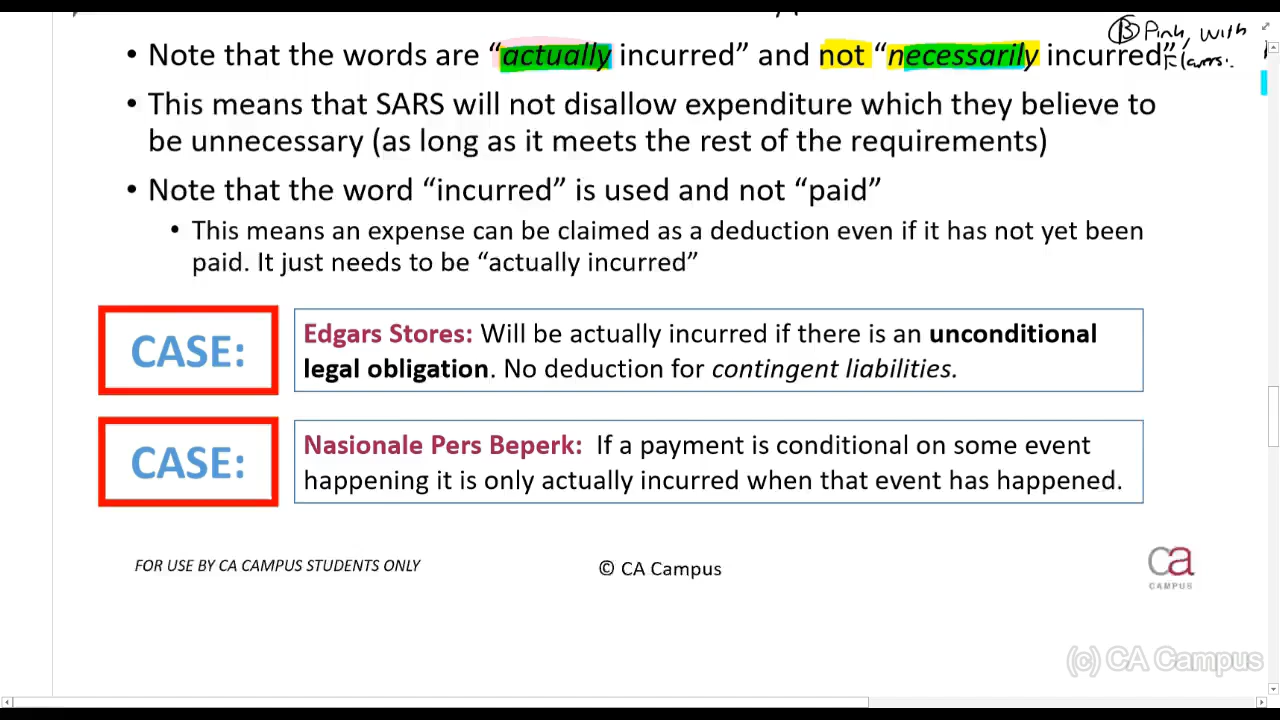 Ⓑ Pink, with
• Note that the words are “actually incurred” and not “necessarily incurred”
• This means that SARS will not disallow expenditure which they believe to
be unnecessary (as long as it meets the rest of the requirements)
• Note that the word “incurred” is used and not “paid”
• This means an expense can be claimed as a deduction even if it has not yet been
paid. It just needs to be “actually incurred”
CASE:
Edgars Stores: Will be actually incurred if there is an unconditional
legal obligation. No deduction for contingent liabilities.
CASE:
Nasionale Pers Beperk: If a payment is conditional on some event
happening it is only actually incurred when that event has happened.
FOR USE BY CA CAMPUS STUDENTS ONLY
© CA Campus
ca
CAMPUS
(c) CA Campus